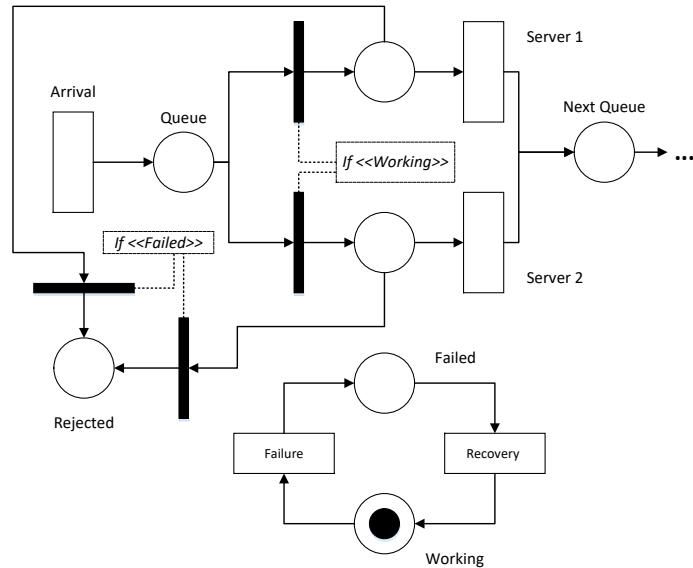 Server 1
Arrival
Queue
Next Queue
If <<Working>>
...
If <<Failed>>
Server 2
Failed
Rejected
Failure
Recovery
Working